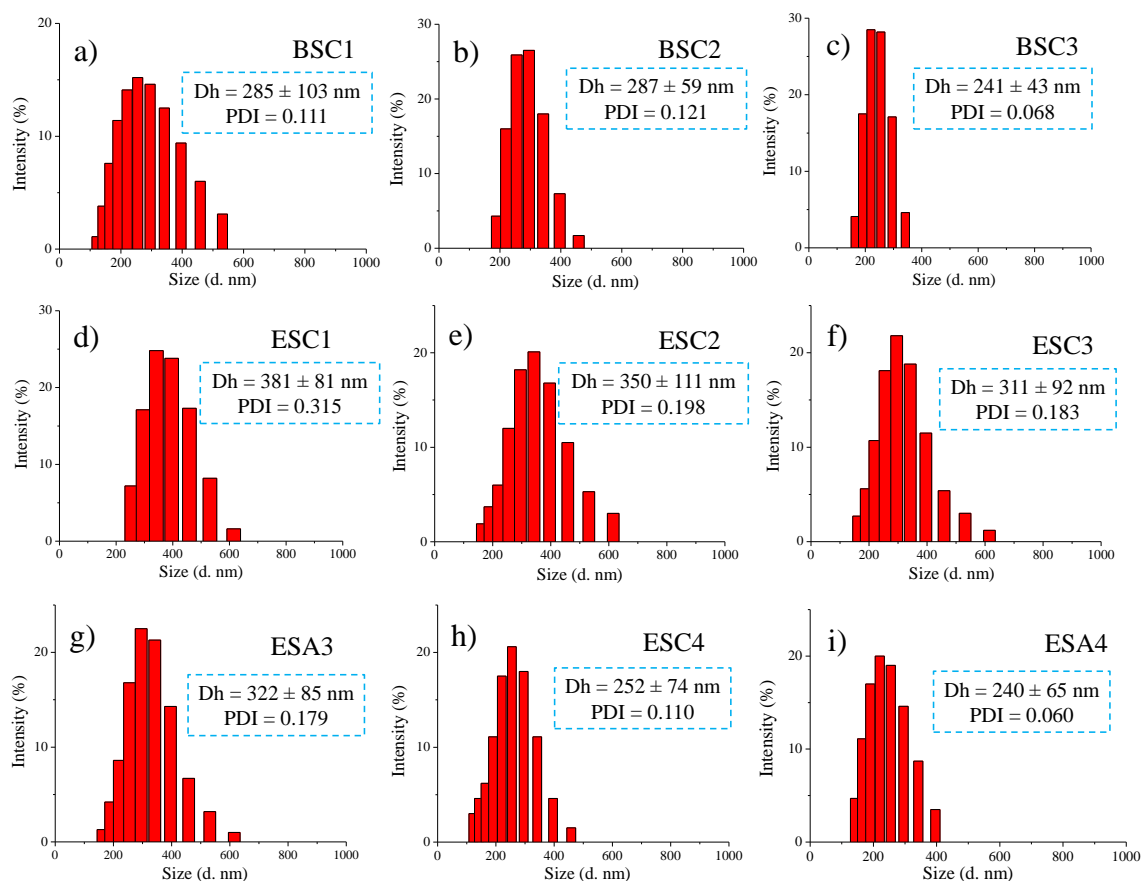 a)
BSC1
Dh = 285 ± 103 nm
PDI = 0.111
Intensity (%)
20
10
0
0 200 400 600 800 1000
Size (d. nm)
b)
BSC2
Dh = 287 ± 59 nm
PDI = 0.121
Intensity (%)
30
20
10
0
0 200 400 600 800 1000
Size (d. nm)
c)
BSC3
Dh = 241 ± 43 nm
PDI = 0.068
Intensity (%)
30
20
10
0
0 200 400 600 800 1000
Size (d. nm)
d)
ESC1
Dh = 381 ± 81 nm
PDI = 0.315
Intensity (%)
30
20
10
0
0 200 400 600 800 1000
Size (d. nm)
e)
ESC2
Dh = 350 ± 111 nm
PDI = 0.198
Intensity (%)
20
10
0
0 200 400 600 800 1000
Size (d. nm)
f)
ESC3
Dh = 311 ± 92 nm
PDI = 0.183
Intensity (%)
20
10
0
0 200 400 600 800 1000
Size (d. nm)
g)
ESA3
Dh = 322 ± 85 nm
PDI = 0.179
Intensity (%)
20
10
0
0 200 400 600 800 1000
Size (d. nm)
h)
ESC4
Dh = 252 ± 74 nm
PDI = 0.110
Intensity (%)
20
10
0
0 200 400 600 800 1000
Size (d. nm)
i)
ESA4
Dh = 240 ± 65 nm
PDI = 0.060
Intensity (%)
20
10
0
0 200 400 600 800 1000
Size (d. nm)